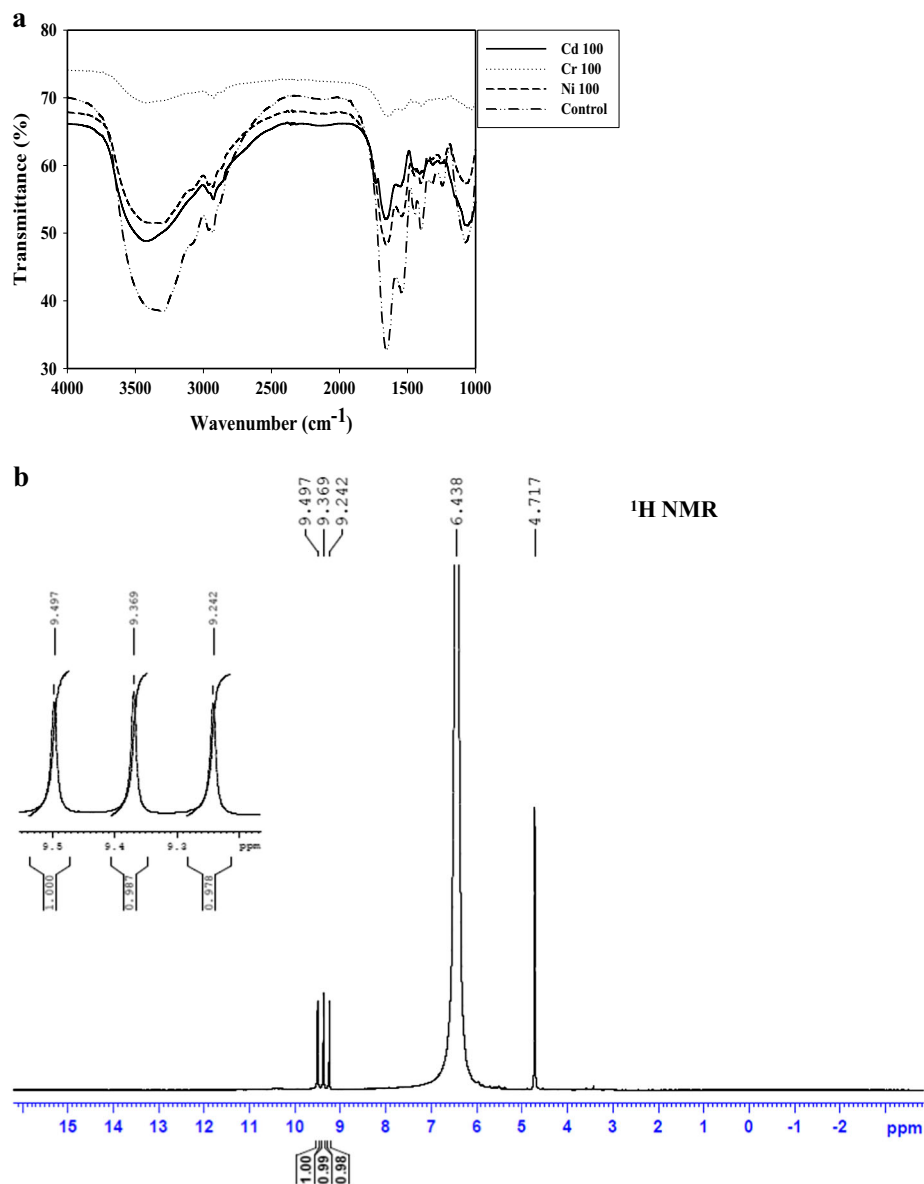 a
80
70
60
50
40
30
Transmittance (%)
4000 3500 3000 2500 2000 1500 1000
Wavenumber (cm-1)
Cd 100
Cr 100
Ni 100
Control
b
9.497
9.369
9.242
6.438
4.717
1H NMR
9.497
9.369
9.242
9.5 9.4 9.3 ppm
1.000
0.987
0.978
15 14 13 12 11 10 9 8 7 6 5 4 3 2 1 0 -1 -2 ppm
1.00
0.99
0.98